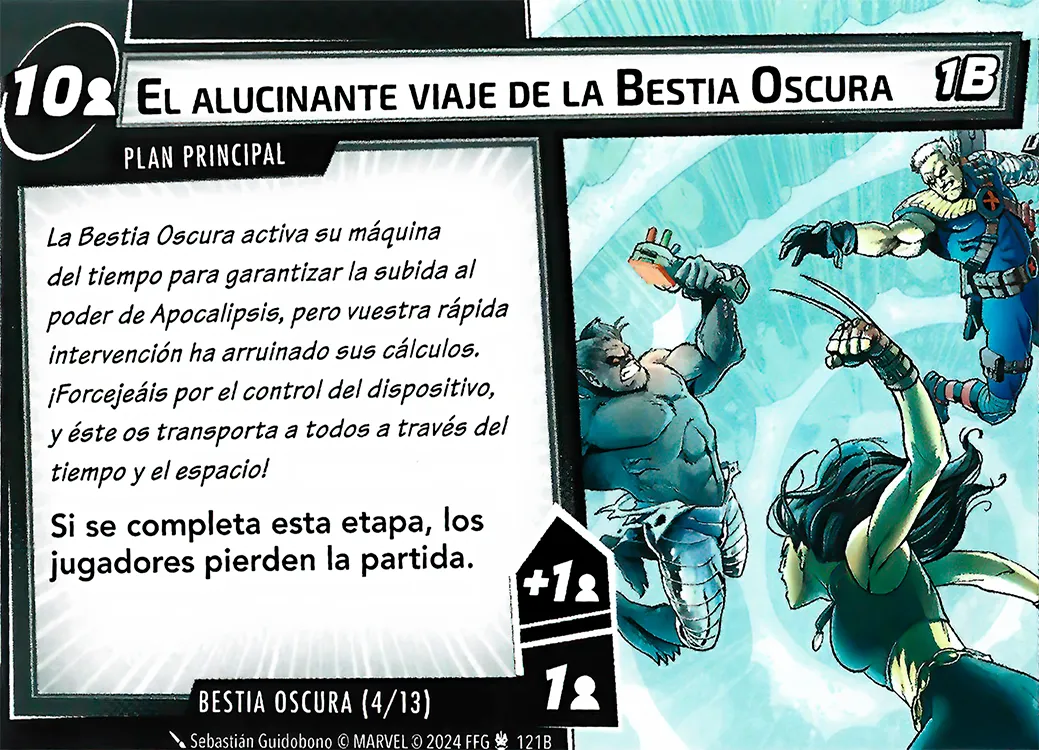 10
EL ALUCINANTE VIAJE DE LA BESTIA OSCURA
1B
PLAN PRINCIPAL
La Bestia Oscura activa su máquina
del tiempo para garantizar la subida al
poder de Apocalipsis, pero vuestra rápida
intervención ha arruinado sus cálculos.
¡Forcejeáis por el control del dispositivo,
y éste os transporta a todos a través del
tiempo y el espacio!
Si se completa esta etapa, los
jugadores pierden la partida.
+1
1
BESTIA OSCURA (4/13)
Sebastián Guidobono © MARVEL © 2024 FFG 121B